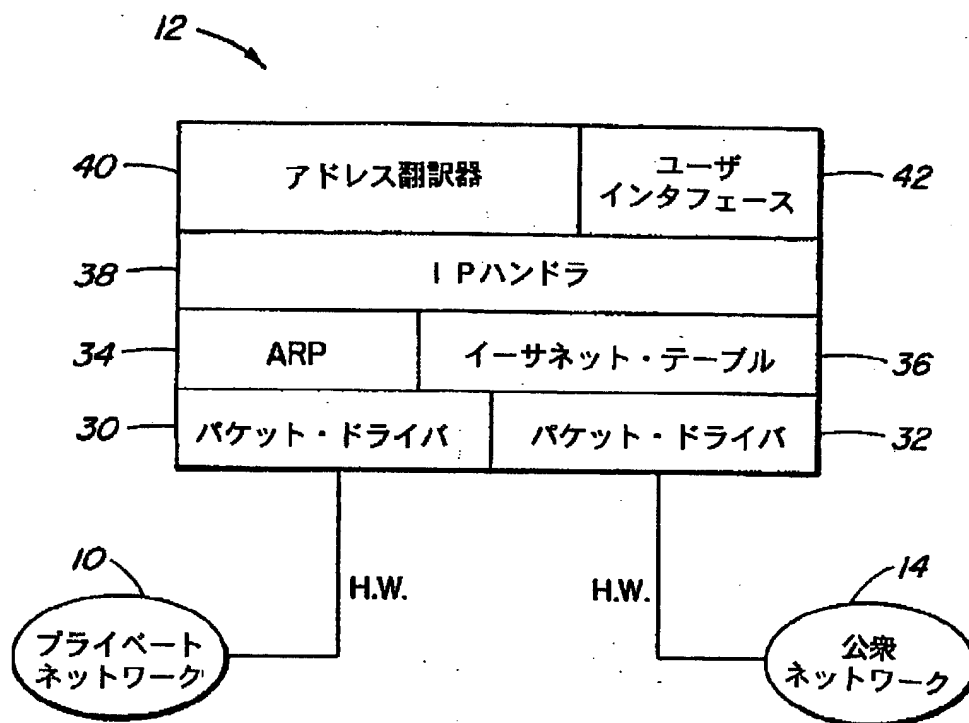 12
40
アドレス翻訳器
ユーザ
インタフェース
42
38
IPハンドラ
34
ARP
イーサネット・テーブル
36
30
パケット・ドライバ
パケット・ドライバ
32
10
H.W.
H.W.
14
プライベート
ネットワーク
公衆
ネットワーク